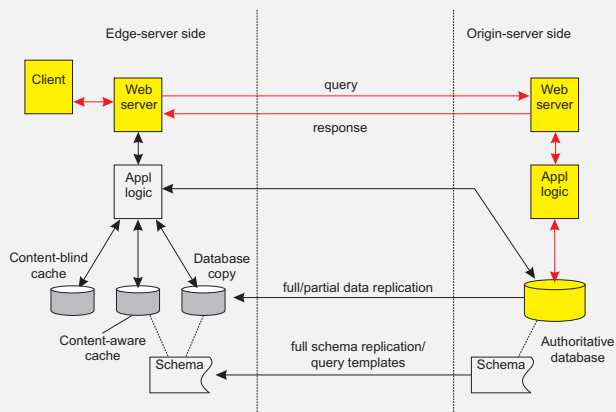 Edge-server side
Origin-server side
Client
Web
server
query
response
Web
server
Appl
logic
Appl
logic
Content-blind
cache
Database
copy
full/partial data replication
Content-aware
cache
Authoritative
database
full schema replication/
query templates
Schema
Schema